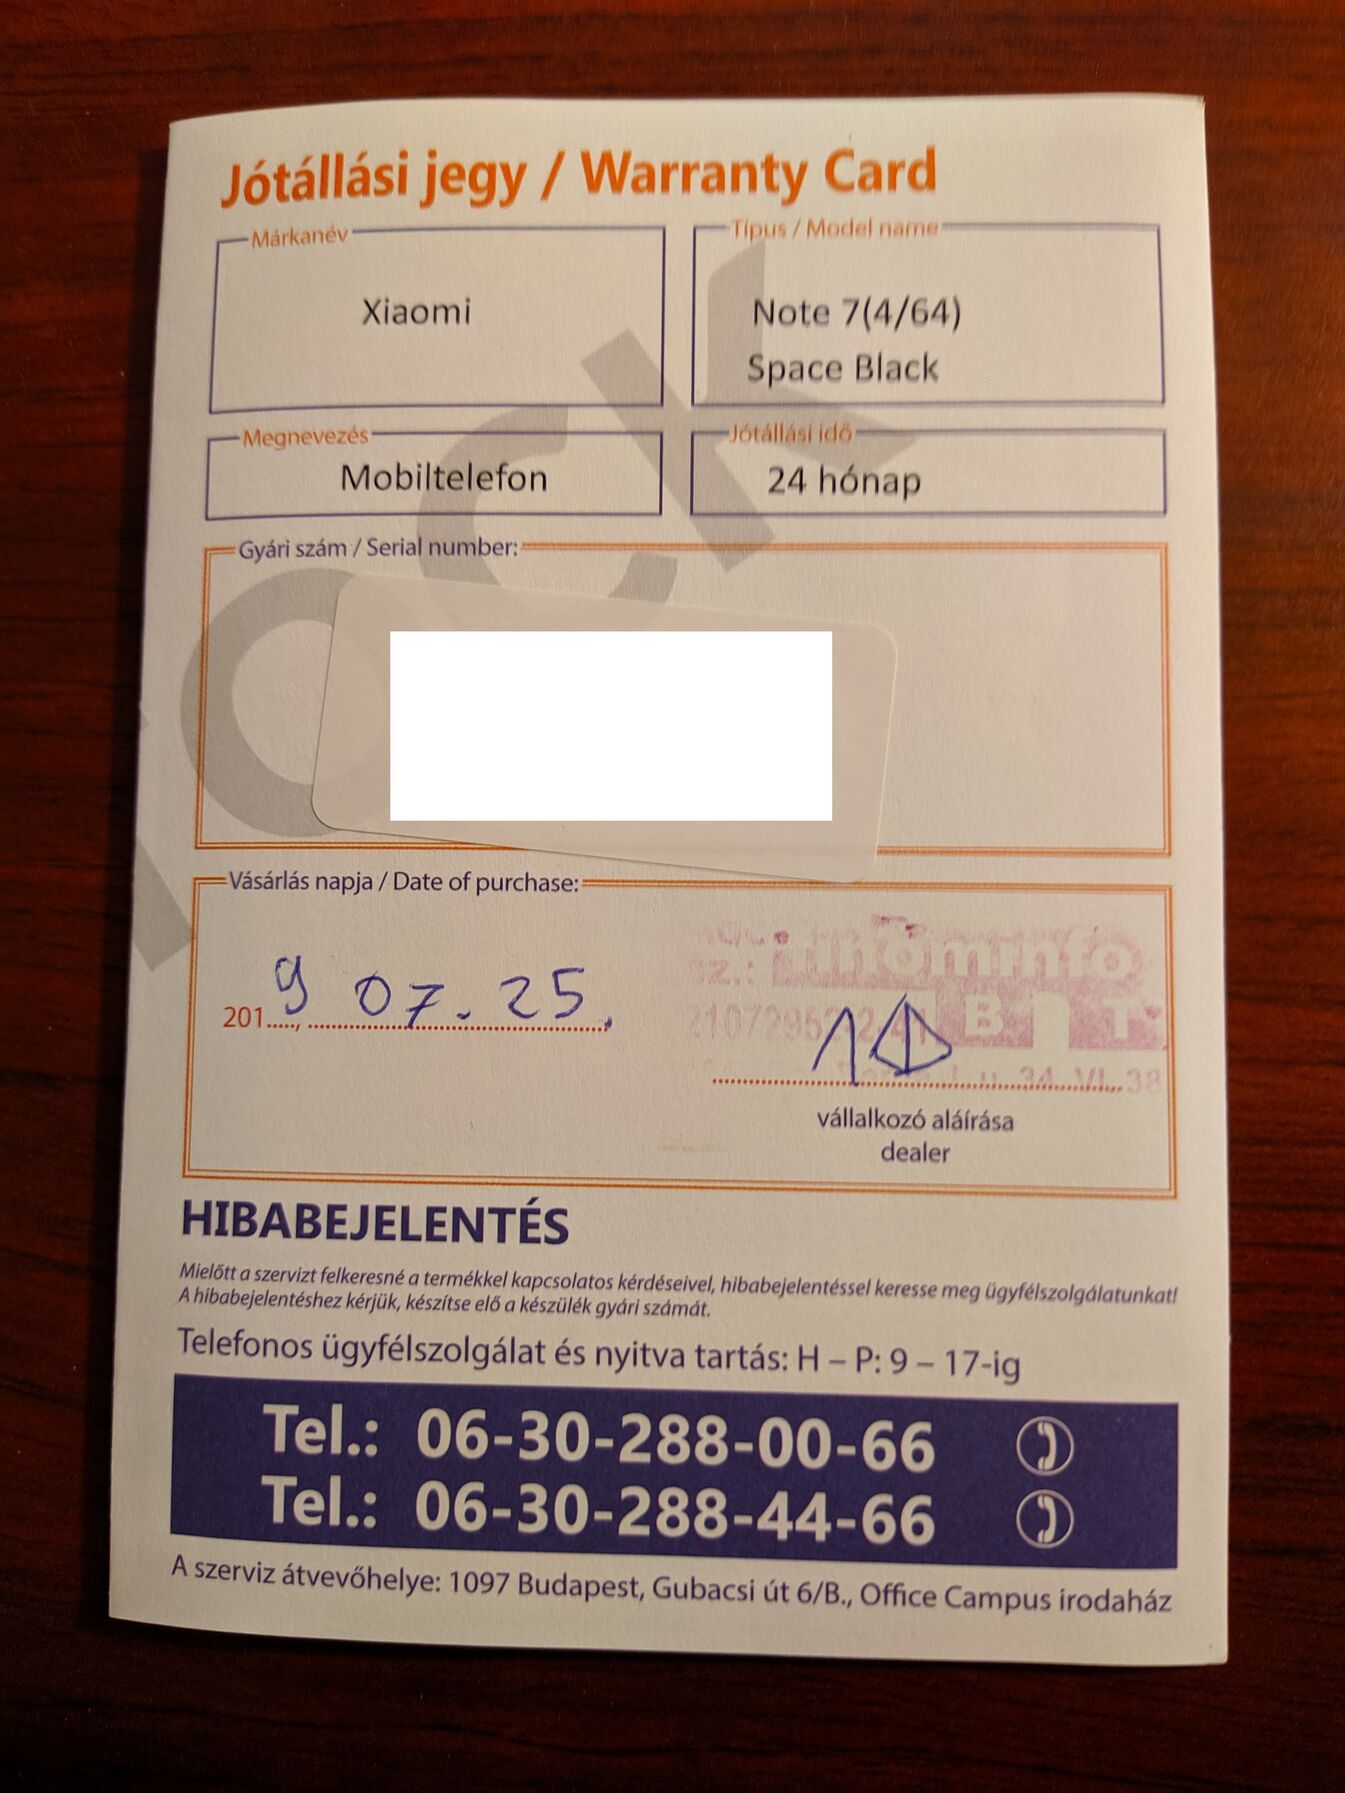 Jótállási jegy / Warranty Card
Márkanév
Xiaomi
Típus / Model name
Note 7(4/64)
Space Black
Megnevezés
Mobiltelefon
Jótállási idő
24 hónap
Gyári szám / Serial number:
Vásárlás napja / Date of purchase:
2019, 07.25.
Bt.
34. VI. 38
vállalkozó aláírása
dealer
HIBABEJELENTÉS
Mielőtt a szervizt felkeresné a termékkel kapcsolatos kérdéseivel, hibabejelentéssel keresse meg ügyfélszolgálatunkat!
A hibabejelentéshez kérjük, készítse elő a készülék gyári számát.
Telefonos ügyfélszolgálat és nyitva tartás: H – P: 9 – 17-ig
Tel.: 06-30-288-00-66
Tel.: 06-30-288-44-66
A szerviz átvevőhelye: 1097 Budapest, Gubacsi út 6/B., Office Campus irodaház